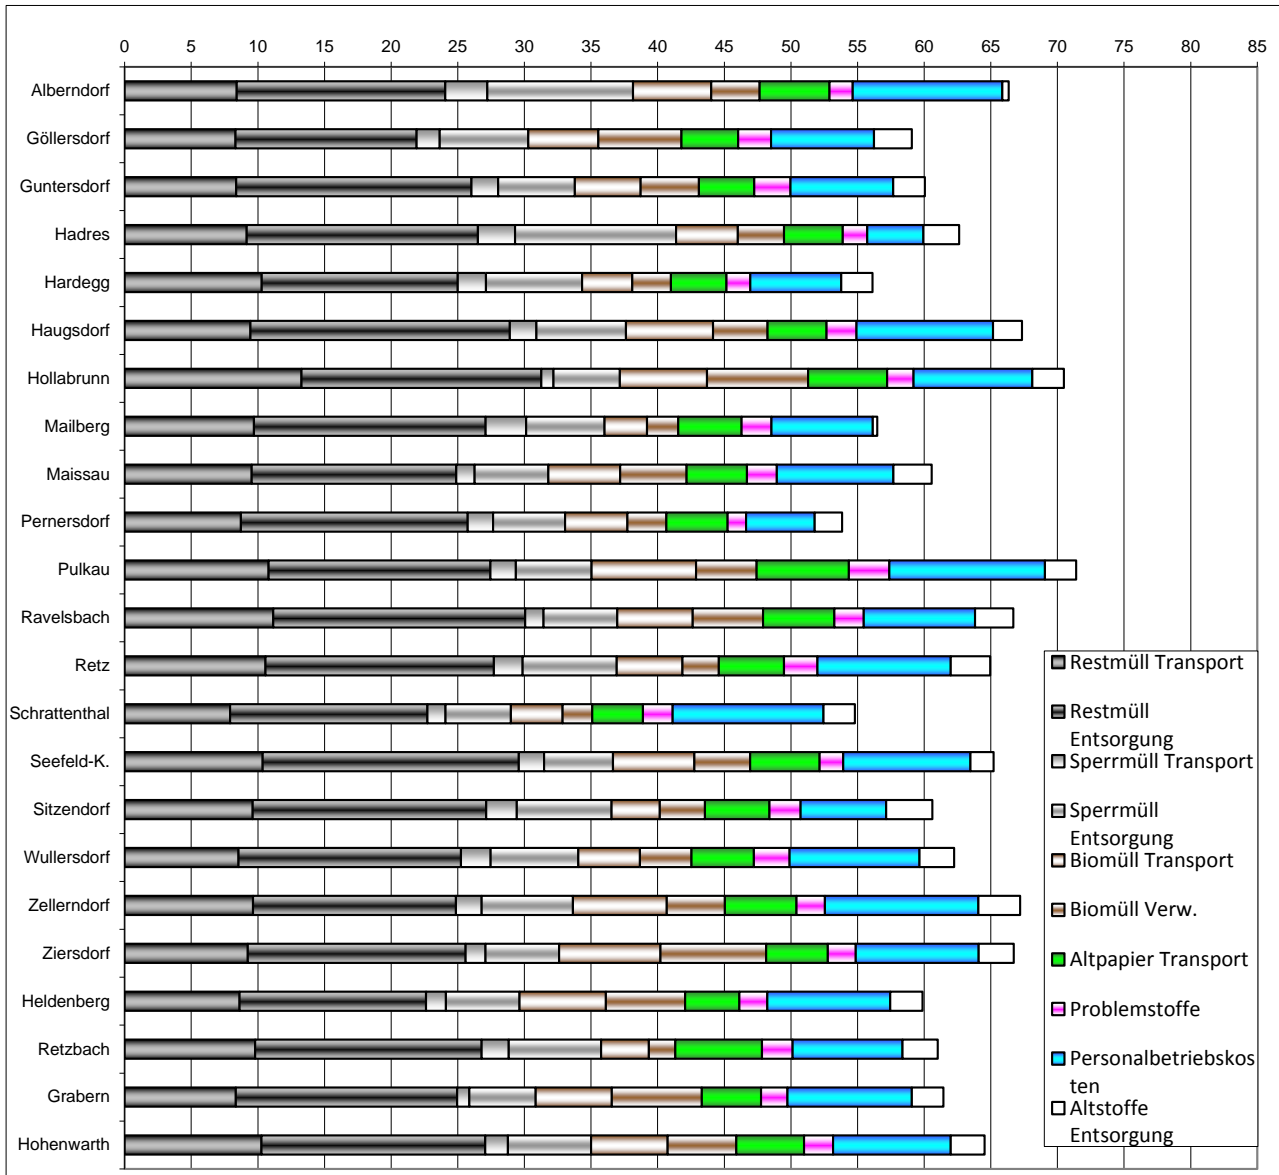 0 5 10 15 20 25 30 35 40 45 50 55 60 65 70 75 80 85
Alberndorf
Göllersdorf
Guntersdorf
Hadres
Hardegg
Haugsdorf
Hollabrunn
Mailberg
Maissau
Pernersdorf
Pulkau
Ravelsbach
Retz
Schrattenthal
Seefeld-K.
Sitzendorf
Wullersdorf
Zellerndorf
Ziersdorf
Heldenberg
Retzbach
Grabern
Hohenwarth
Restmüll Transport
Restmüll
Entsorgung
Sperrmüll Transport
Sperrmüll
Entsorgung
Biomüll Transport
Biomüll Verw.
Altpapier Transport
Problemstoffe
Personalbetriebskos
ten
Altstoffe
Entsorgung